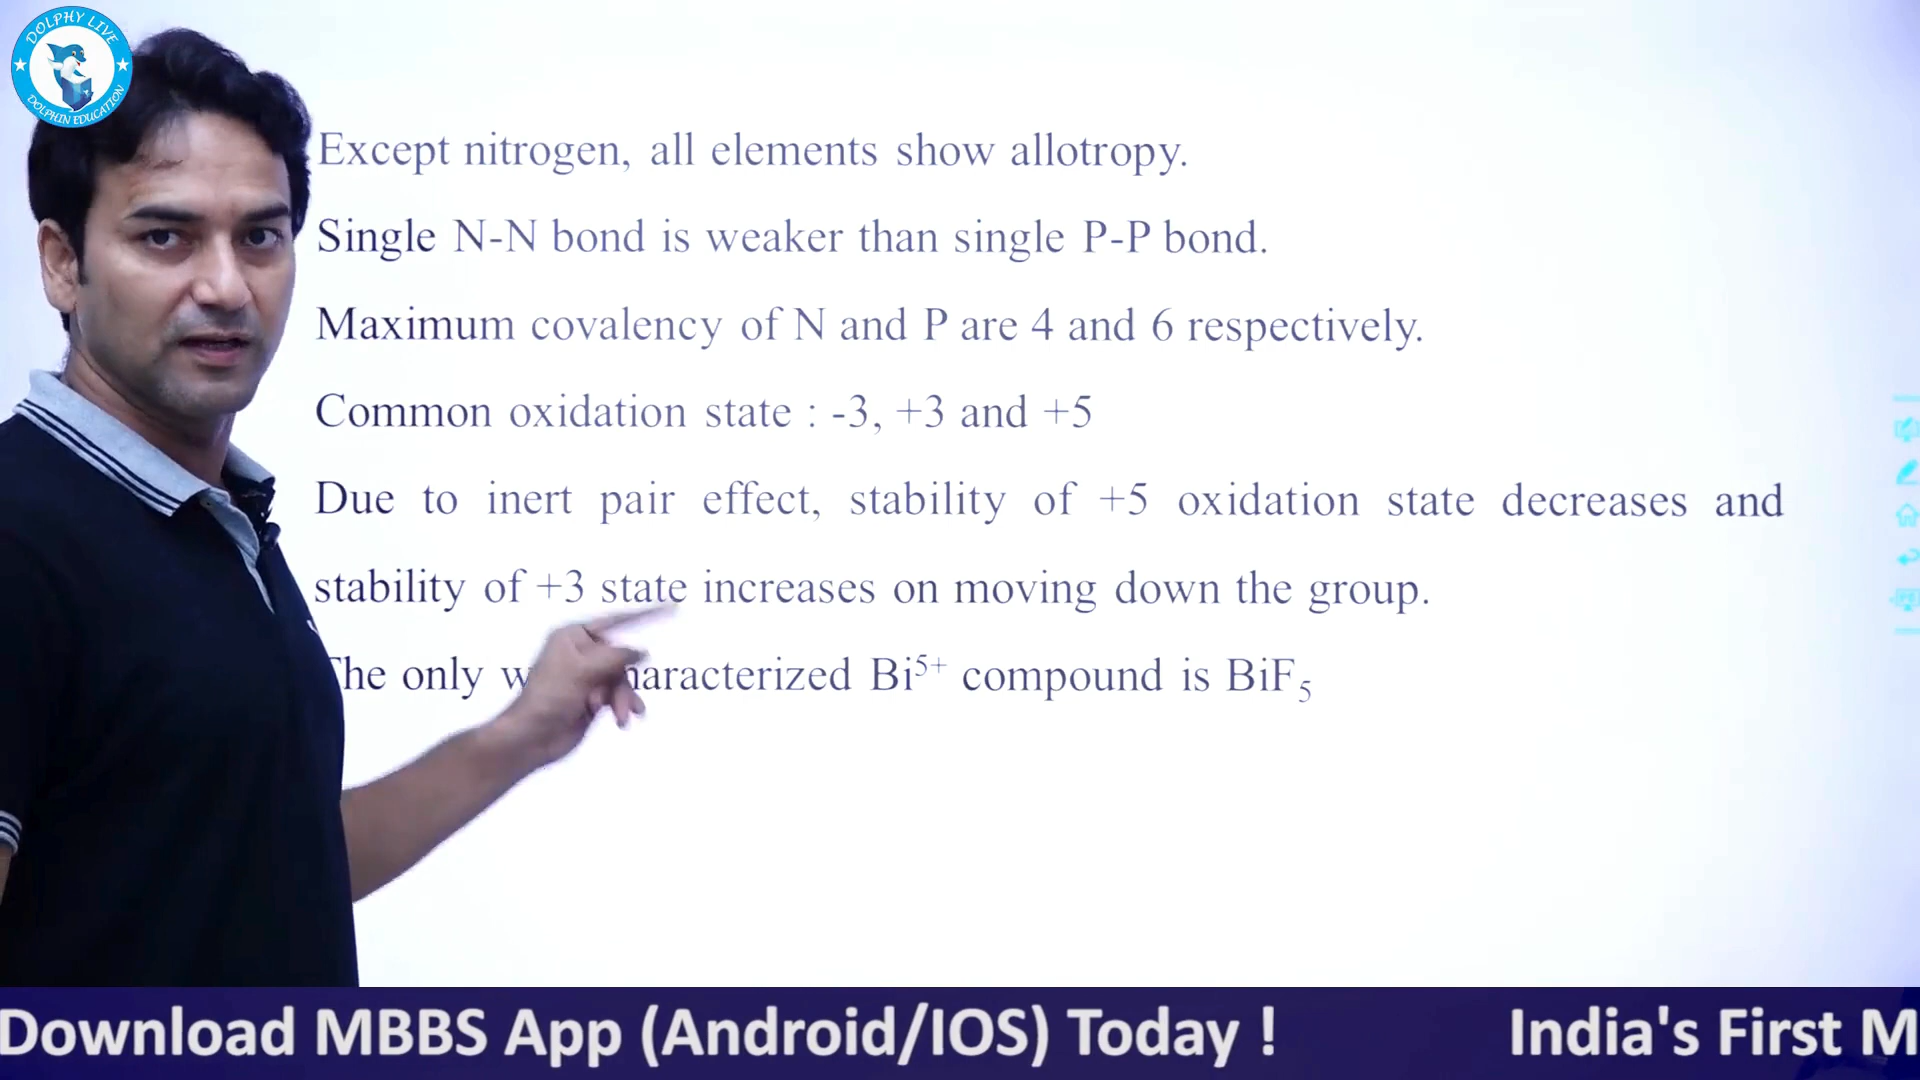 DOLPHY LIVE
DOLPHIN EDUCATION
Except nitrogen, all elements show allotropy.
Single N-N bond is weaker than single P-P bond.
Maximum covalency of N and P are 4 and 6 respectively.
Common oxidation state : -3, +3 and +5
Due to inert pair effect, stability of +5 oxidation state decreases and
stability of +3 state increases on moving down the group.
only Bi⁵⁺ compound is BiF₅
Download MBBS App (Android/IOS) Today ! India's First M